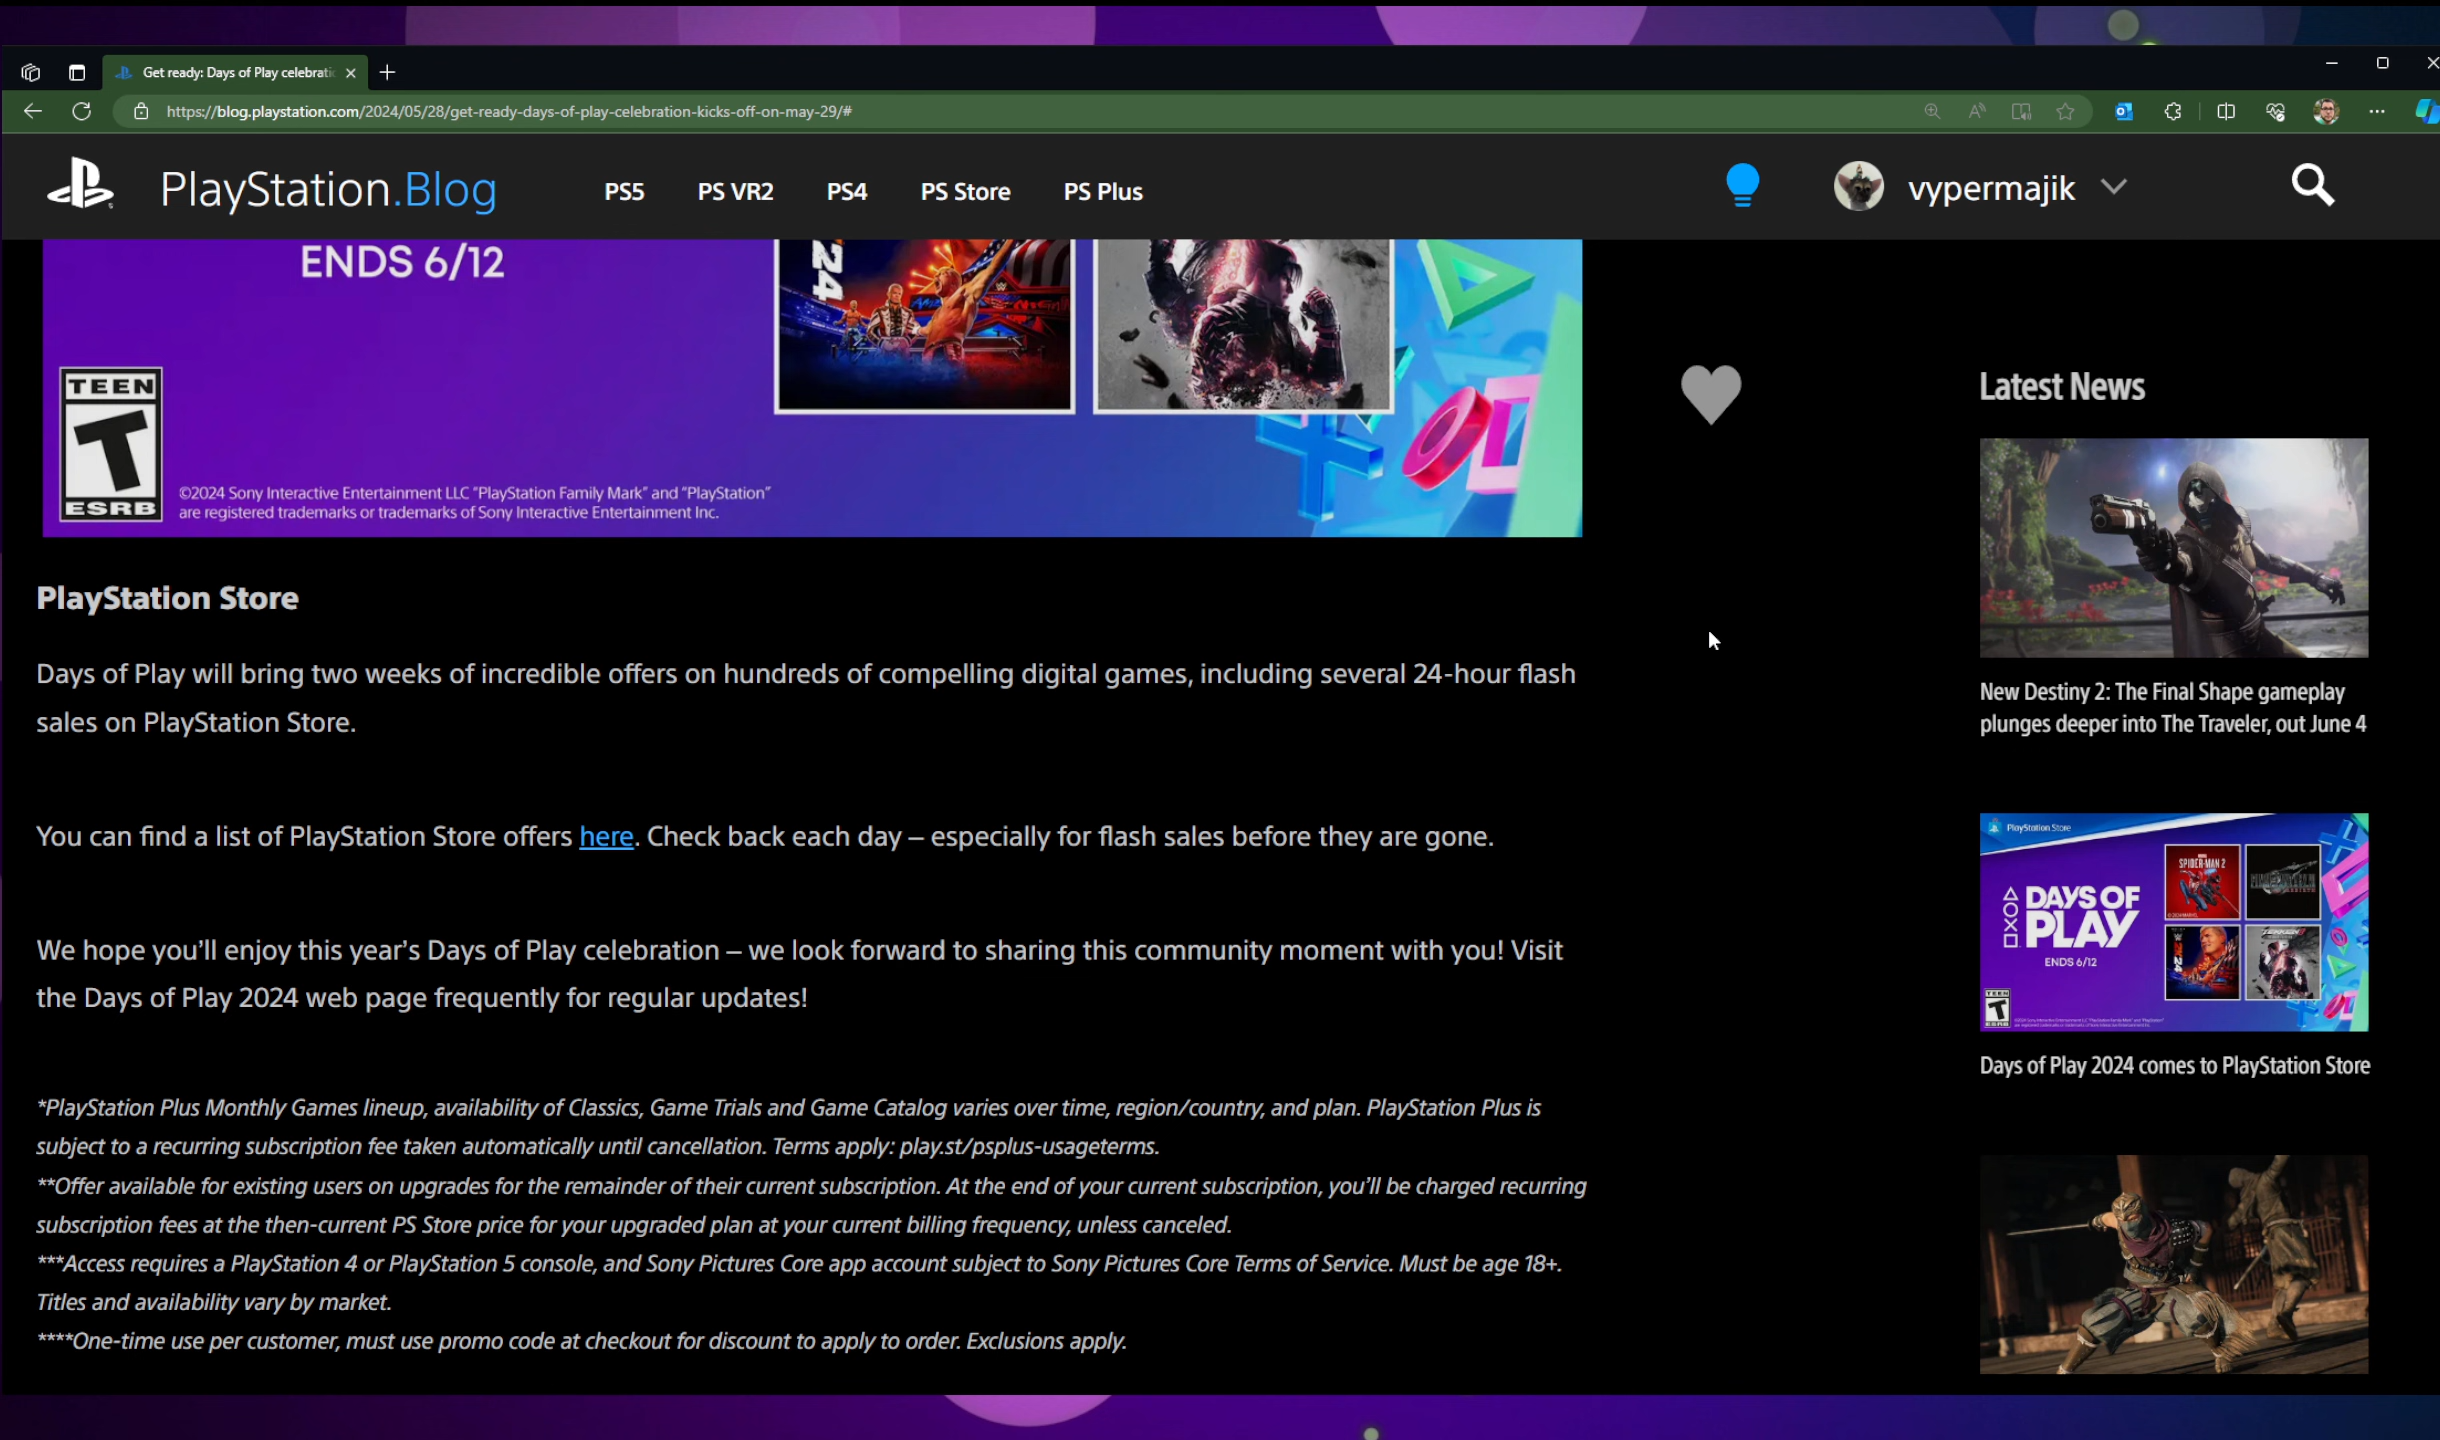 Get ready: Days of Play celebrati
https://blog.playstation.com/2024/05/28/get-ready-days-of-play-celebration-kicks-off-on-may-29/#
PlayStation.Blog
PS5
PS VR2
PS4
PS Store
PS Plus
vypermajik
ENDS 6/12
24
TEEN
T
ESRB
©2024 Sony Interactive Entertainment LLC "PlayStation Family Mark" and "PlayStation"
are registered trademarks or trademarks of Sony Interactive Entertainment Inc.
PlayStation Store
Days of Play will bring two weeks of incredible offers on hundreds of compelling digital games, including several 24-hour flash
sales on PlayStation Store.
You can find a list of PlayStation Store offers here. Check back each day – especially for flash sales before they are gone.
We hope you’ll enjoy this year’s Days of Play celebration – we look forward to sharing this community moment with you! Visit
the Days of Play 2024 web page frequently for regular updates!
*PlayStation Plus Monthly Games lineup, availability of Classics, Game Trials and Game Catalog varies over time, region/country, and plan. PlayStation Plus is
subject to a recurring subscription fee taken automatically until cancellation. Terms apply: play.st/psplus-usageterms.
**Offer available for existing users on upgrades for the remainder of their current subscription. At the end of your current subscription, you’ll be charged recurring
subscription fees at the then-current PS Store price for your upgraded plan at your current billing frequency, unless canceled.
***Access requires a PlayStation 4 or PlayStation 5 console, and Sony Pictures Core app account subject to Sony Pictures Core Terms of Service. Must be age 18+.
Titles and availability vary by market.
****One-time use per customer, must use promo code at checkout for discount to apply to order. Exclusions apply.
Latest News
New Destiny 2: The Final Shape gameplay
plunges deeper into The Traveler, out June 4
PlayStation Store
DAYS OF
PLAY
ENDS 6/12
SPIDER-MAN 2
TEKKEN 8
2K24
TEEN
T
Days of Play 2024 comes to PlayStation Store